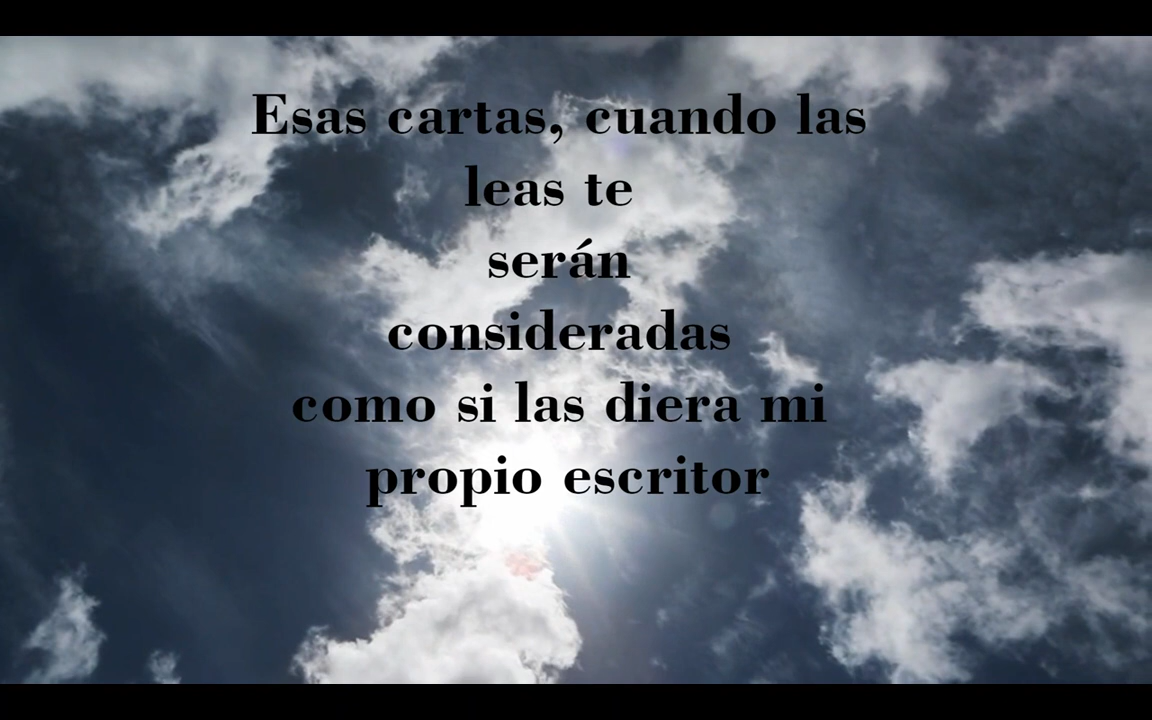 Esas cartas, cuando las
leas te
serán
consideradas
como si las diera mi
propio escritor